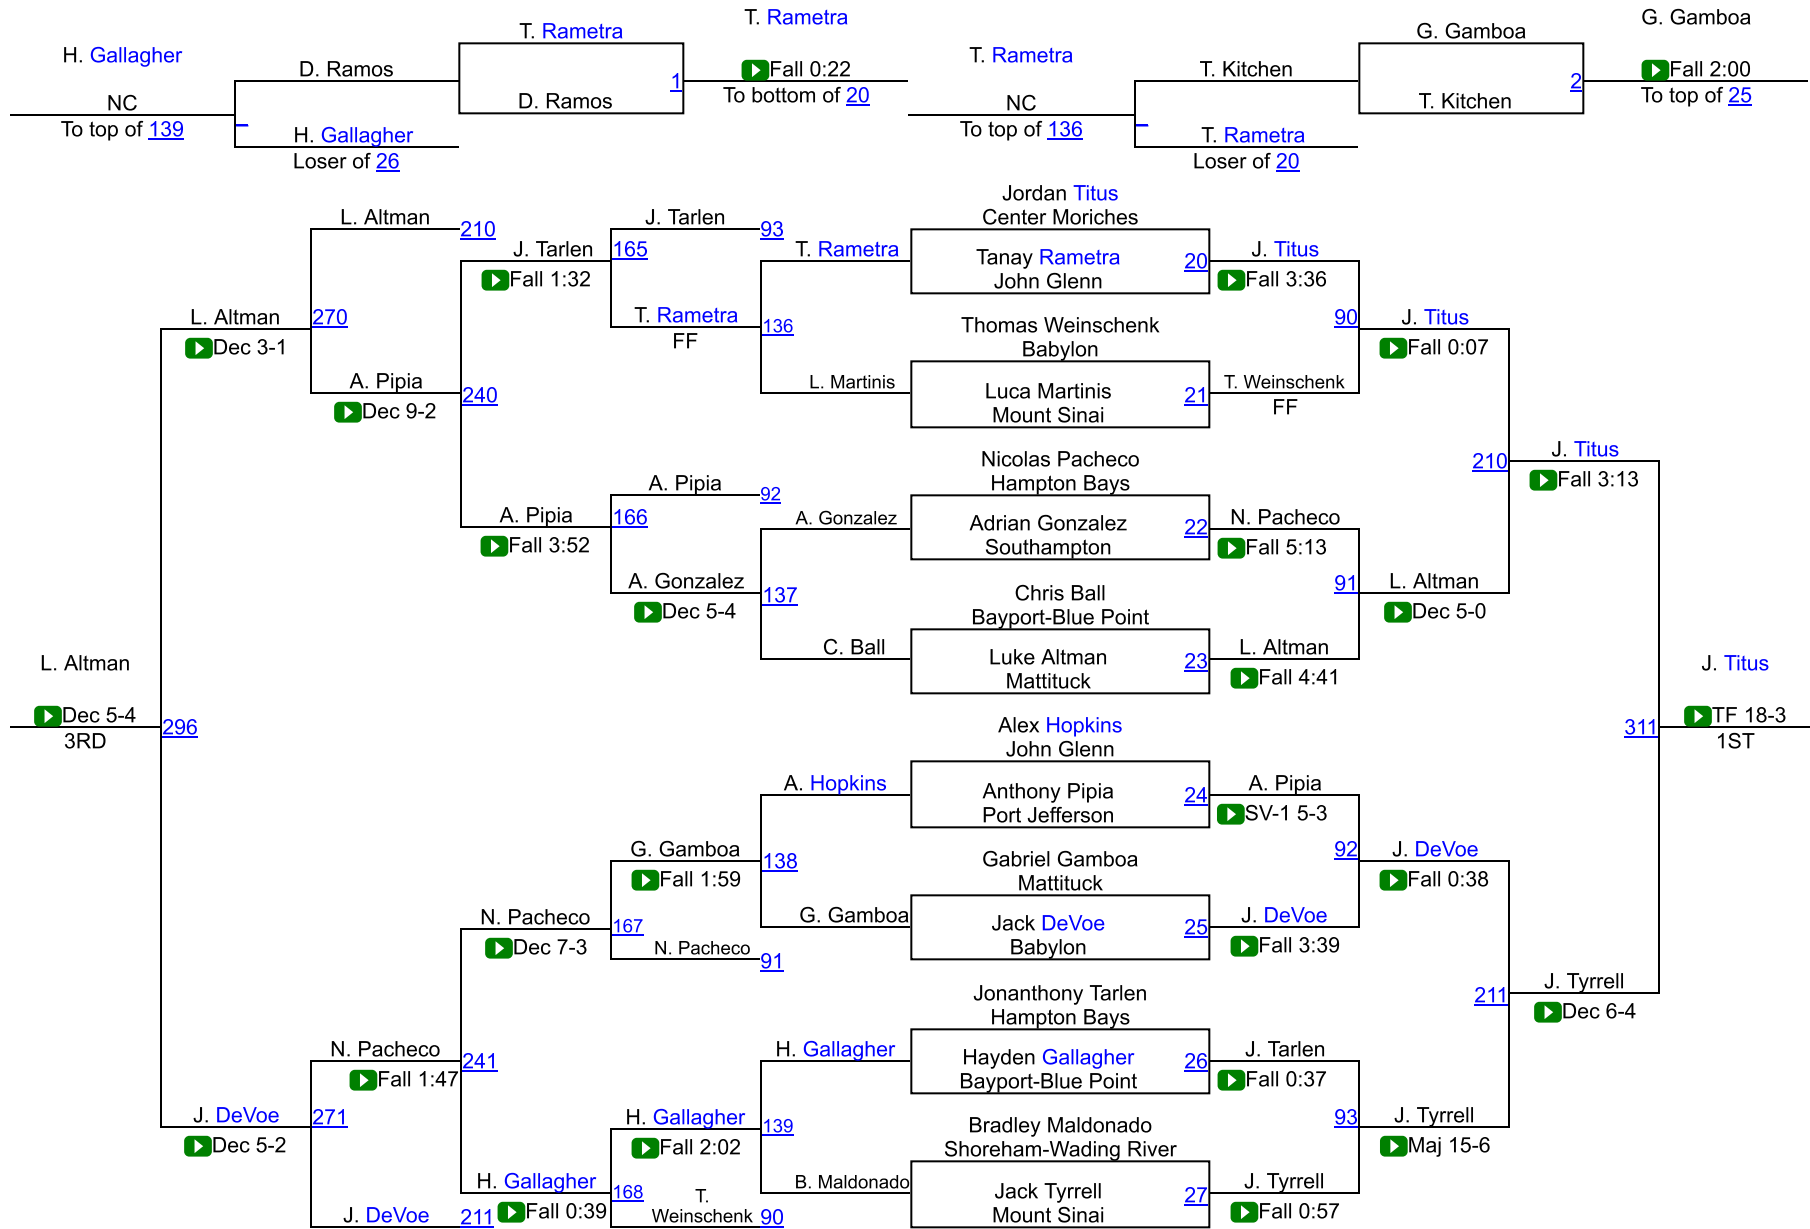 T. Rametra
G. Gamboa
T. Rametra
G. Gamboa
H. Gallagher
T. Rametra
D. Ramos
Fall 0:22
T. Kitchen
Fall 2:00
1
2
NC
D. Ramos
To bottom of 20
NC
T. Kitchen
To top of 25
To top of 139
H. Gallagher
To top of 136
T. Rametra
Loser of 26
Loser of 20
Jordan Titus
Center Moriches
L. Altman
210
J. Tarlen
93
J. Tarlen
165
T. Rametra
Tanay Rametra
20
J. Titus
Fall 1:32
John Glenn
Fall 3:36
L. Altman
270
T. Rametra
136
Thomas Weinschenk
90
J. Titus
Dec 3-1
FF
Babylon
Fall 0:07
A. Pipia
240
L. Martinis
Luca Martinis
21
T. Weinschenk
Dec 9-2
Mount Sinai
FF
Nicolas Pacheco
210
J. Titus
A. Pipia
92
Hampton Bays
Fall 3:13
A. Pipia
166
A. Gonzalez
Adrian Gonzalez
22
N. Pacheco
Fall 3:52
Southampton
Fall 5:13
A. Gonzalez
137
Chris Ball
91
L. Altman
Dec 5-4
Bayport-Blue Point
Dec 5-0
C. Ball
Luke Altman
23
L. Altman
L. Altman
Mattituck
Fall 4:41
J. Titus
Dec 5-4
296
Alex Hopkins
311
TF 18-3
3RD
John Glenn
1ST
A. Hopkins
Anthony Pipia
24
A. Pipia
Port Jefferson
SV-1 5-3
G. Gamboa
138
Gabriel Gamboa
92
J. DeVoe
Fall 1:59
Mattituck
Fall 0:38
N. Pacheco
167
G. Gamboa
Jack DeVoe
25
J. DeVoe
Dec 7-3
N. Pacheco
91
Babylon
Fall 3:39
Jonanthony Tarlen
211
J. Tyrrell
Hampton Bays
Dec 6-4
N. Pacheco
241
H. Gallagher
Hayden Gallagher
26
J. Tarlen
Fall 1:47
Bayport-Blue Point
Fall 0:37
J. DeVoe
271
H. Gallagher
139
Bradley Maldonado
93
J. Tyrrell
Dec 5-2
Fall 2:02
Shoreham-Wading River
Maj 15-6
H. Gallagher
168
B. Maldonado
Jack Tyrrell
27
J. Tyrrell
J. DeVoe
211
Fall 0:39
T.
Weinschenk
90
Mount Sinai
Fall 0:57